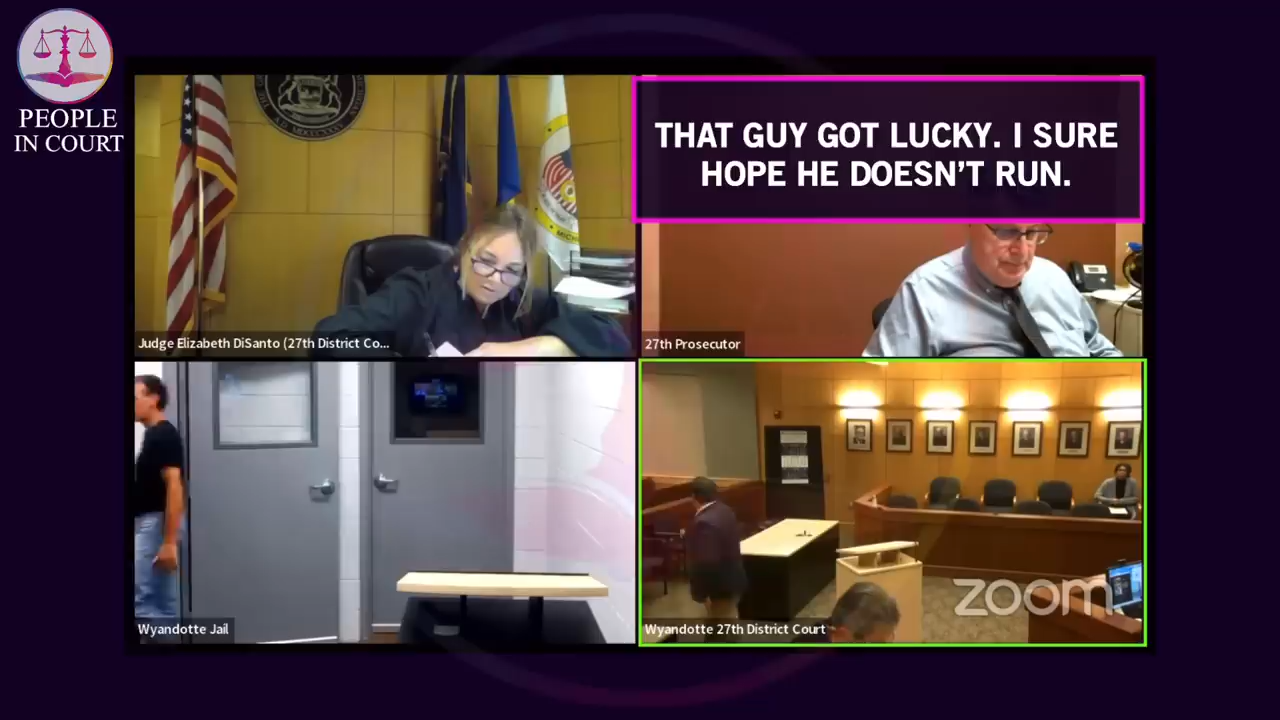 PEOPLE
IN COURT
THAT GUY GOT LUCKY. I SURE
HOPE HE DOESN'T RUN.
Judge Elizabeth DiSanto (27th District Co...
27th Prosecutor
Wyandotte Jail
Wyandotte 27th District Court
zoom